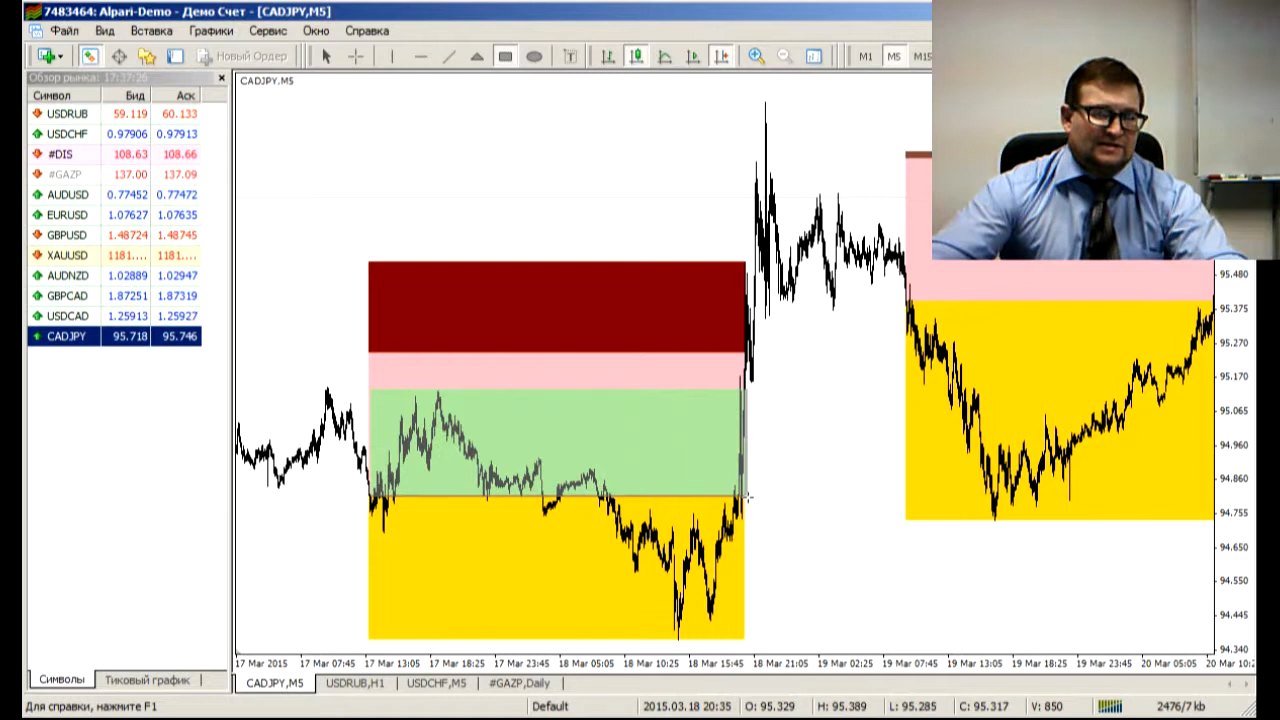 7483464: Alpari-Demo - Демо Счет - [CADJPY,M5]
Файл Вид Вставка Графики Сервис Окно Справка
Новый Ордер M1 M5 M15
Обзор рынка: 17:37:26
Символ Бид Аск
USDRUB 59.119 60.133
USDCHF 0.97906 0.97913
#DIS 108.63 108.66
#GAZP 137.00 137.09
AUDUSD 0.77452 0.77472
EURUSD 1.07627 1.07635
GBPUSD 1.48724 1.48745
XAUUSD 1181.... 1181....
AUDNZD 1.02889 1.02947
GBPCAD 1.87251 1.87319
USDCAD 1.25913 1.25927
CADJPY 95.718 95.746
CADJPY,M5
95.480
95.375
95.270
95.170
95.065
94.960
94.860
94.755
94.650
94.550
94.445
94.340
17 Mar 2015 17 Mar 07:45 17 Mar 13:05 17 Mar 18:25 17 Mar 23:45 18 Mar 05:05 18 Mar 10:25 18 Mar 15:45 18 Mar 21:05 19 Mar 02:25 19 Mar 07:45 19 Mar 13:05 19 Mar 18:25 19 Mar 23:45 20 Mar 05:05 20 Mar 10:2
Символы Тиковый график
CADJPY,M5 USDRUB,H1 USDCHF,M5 #GAZP,Daily
Для справки, нажмите F1 Default 2015.03.18 20:35 O: 95.329 H: 95.389 L: 95.285 C: 95.317 V: 850 2476/7 kb